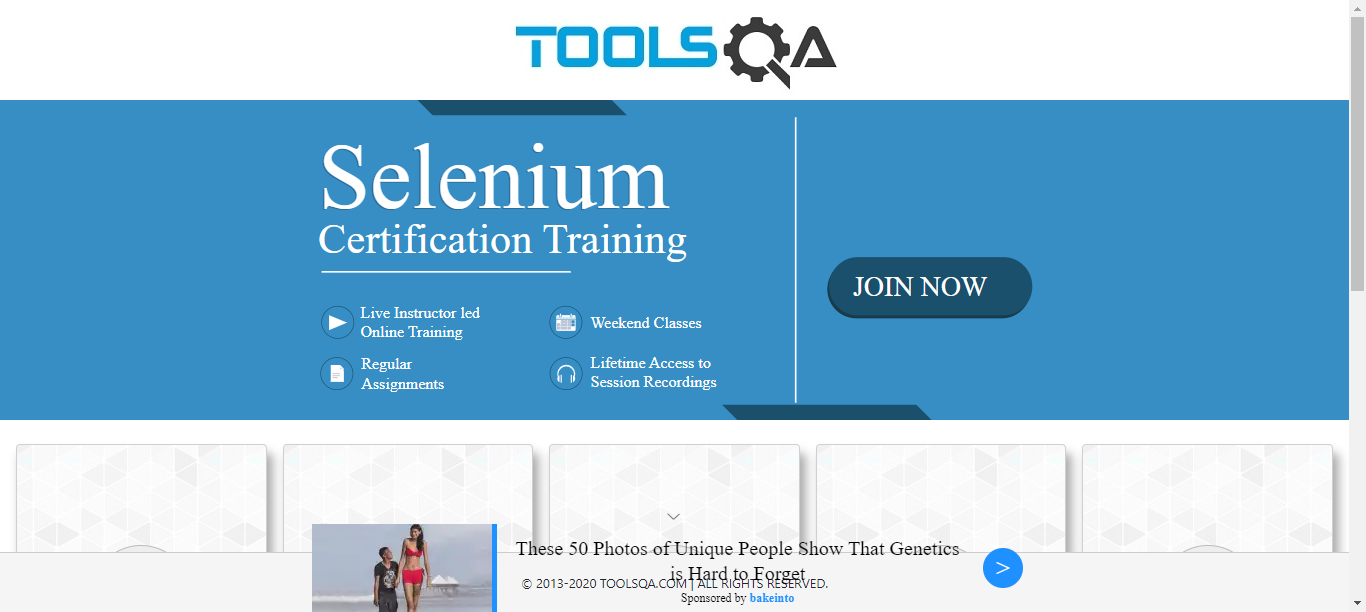 TOOLSQA
Selenium
Certification Training
Live Instructor led
Online Training
Weekend Classes
Regular
Assignments
Lifetime Access to
Session Recordings
JOIN NOW
These 50 Photos of Unique People Show That Genetics
is Hard to Forget
>
© 2013-2020 TOOLSQA.COM | ALL RIGHTS RESERVED.
Sponsored by bakeinto